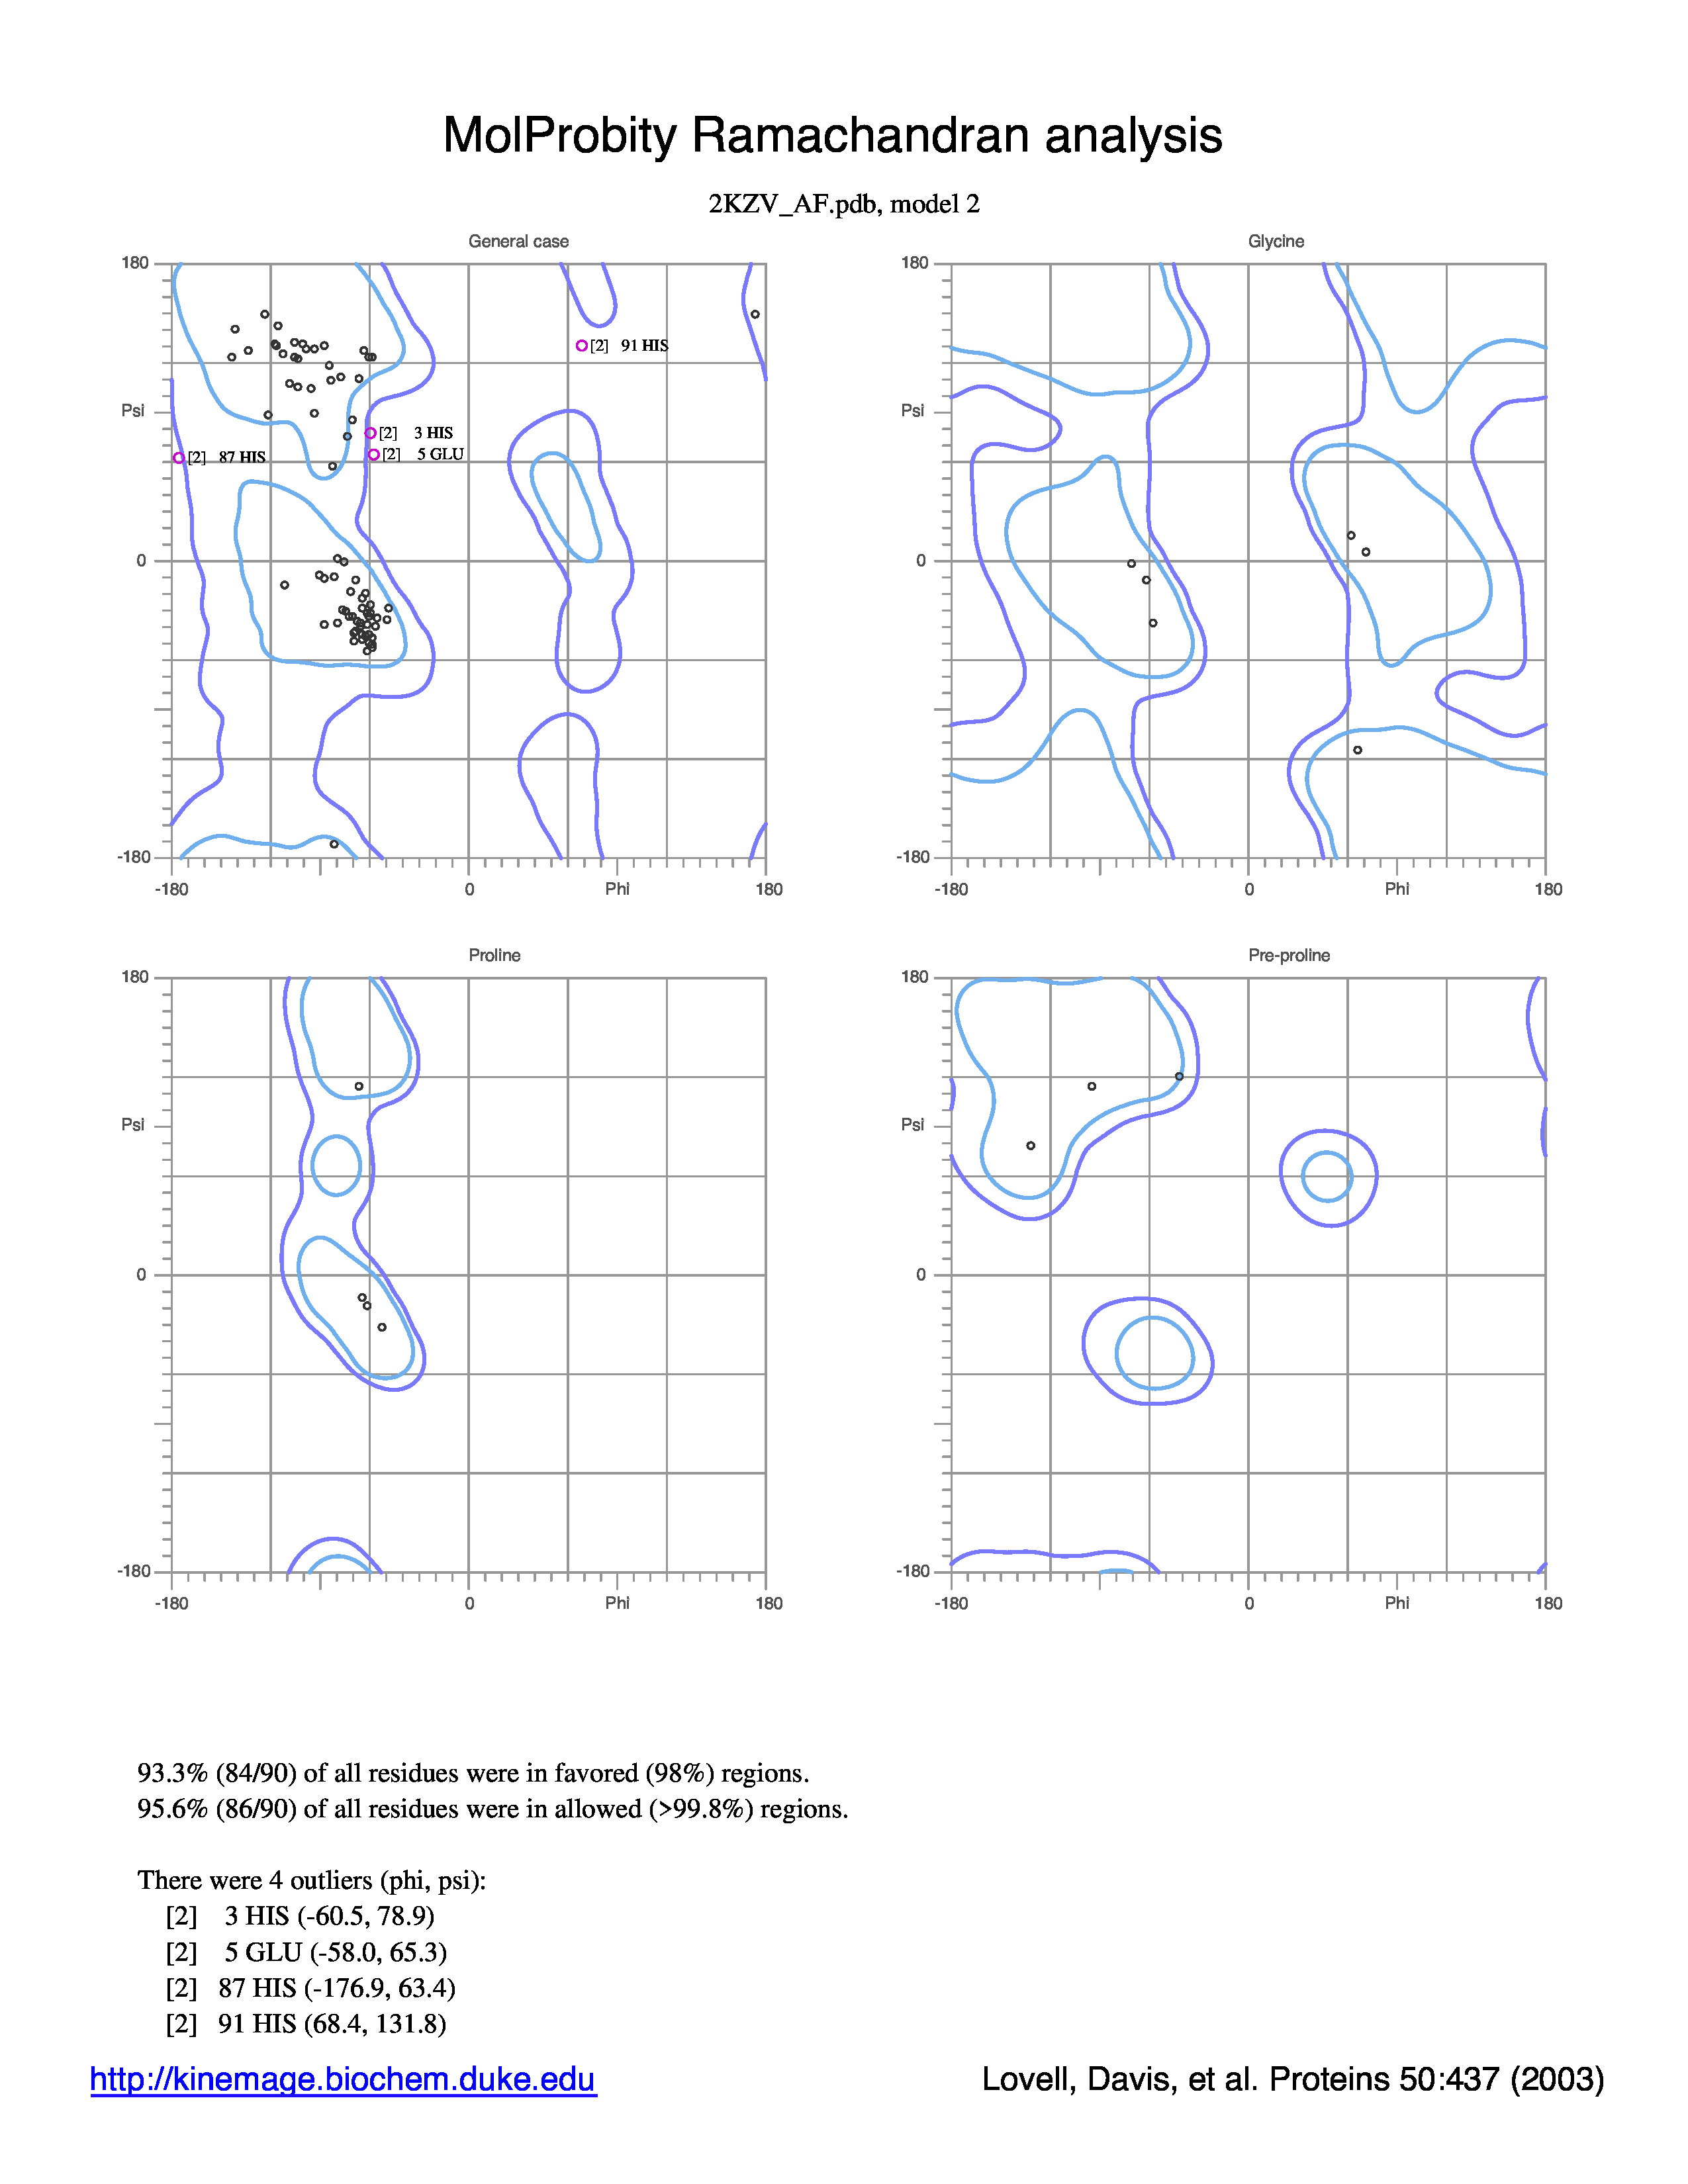 MolProbity Ramachandran analysis
2KZV_AF.pdb, model 2
General case
180
Psi
0
-180
-180
0
Phi
180
[2] 91 HIS
[2] 3 HIS
[2] 5 GLU
[2] 87 HIS
Glycine
180
Psi
0
-180
-180
0
Phi
180
Proline
180
Psi
0
-180
-180
0
Phi
180
Pre-proline
180
Psi
0
-180
-180
0
Phi
180
93.3% (84/90) of all residues were in favored (98%) regions.
95.6% (86/90) of all residues were in allowed (>99.8%) regions.
There were 4 outliers (phi, psi):
[2] 3 HIS (-60.5, 78.9)
[2] 5 GLU (-58.0, 65.3)
[2] 87 HIS (-176.9, 63.4)
[2] 91 HIS (68.4, 131.8)
http://kinemage.biochem.duke.edu
Lovell, Davis, et al. Proteins 50:437 (2003)